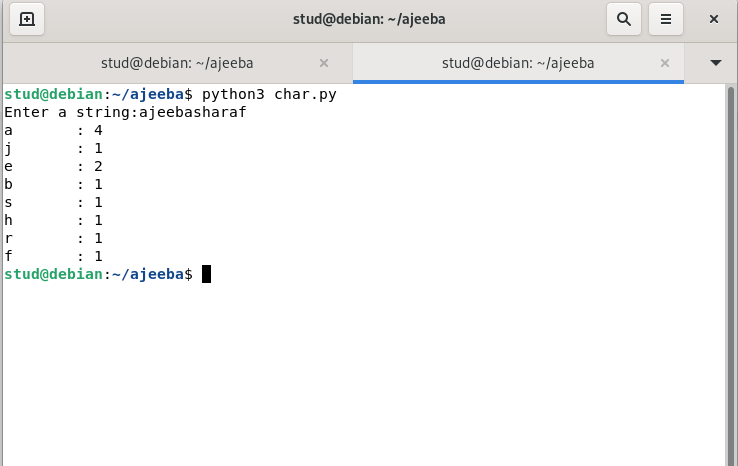 stud@debian: ~/ajeeba
stud@debian: ~/ajeeba × stud@debian: ~/ajeeba ×
stud@debian:~/ajeeba$ python3 char.py
Enter a string:ajeebasharaf
a        : 4
j        : 1
e        : 2
b        : 1
s        : 1
h        : 1
r        : 1
f        : 1
stud@debian:~/ajeeba$